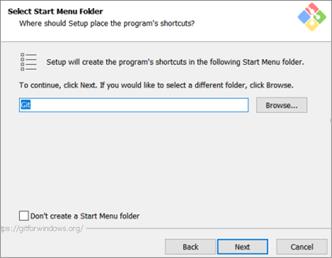 Select Start Menu Folder
Where should Setup place the program's shortcuts?
Setup will create the program's shortcuts in the following Start Menu folder.
To continue, click Next. If you would like to select a different folder, click Browse.
Git
Browse...
Don't create a Start Menu folder
ps://gitforwindows.org/
Back
Next
Cancel